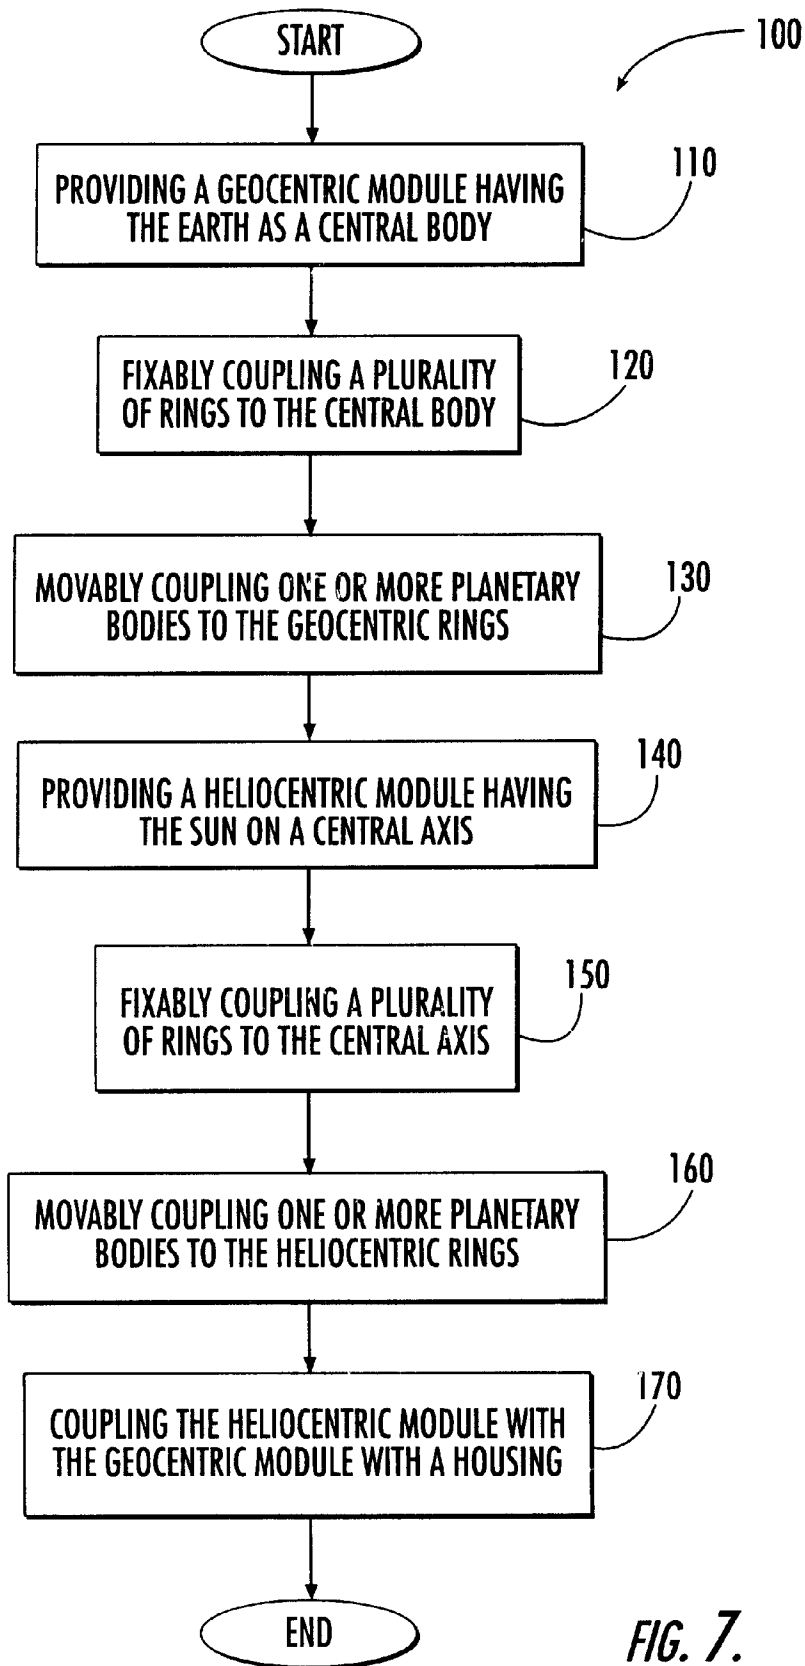 START
100
PROVIDING A GEOCENTRIC MODULE HAVING
THE EARTH AS A CENTRAL BODY
110
FIXABLY COUPLING A PLURALITY
OF RINGS TO THE CENTRAL BODY
120
MOVABLY COUPLING ONE OR MORE PLANETARY
BODIES TO THE GEOCENTRIC RINGS
130
PROVIDING A HELIOCENTRIC MODULE HAVING
THE SUN ON A CENTRAL AXIS
140
FIXABLY COUPLING A PLURALITY
OF RINGS TO THE CENTRAL AXIS
150
MOVABLY COUPLING ONE OR MORE PLANETARY
BODIES TO THE HELIOCENTRIC RINGS
160
COUPLING THE HELIOCENTRIC MODULE WITH
THE GEOCENTRIC MODULE WITH A HOUSING
170
END
FIG. 7.